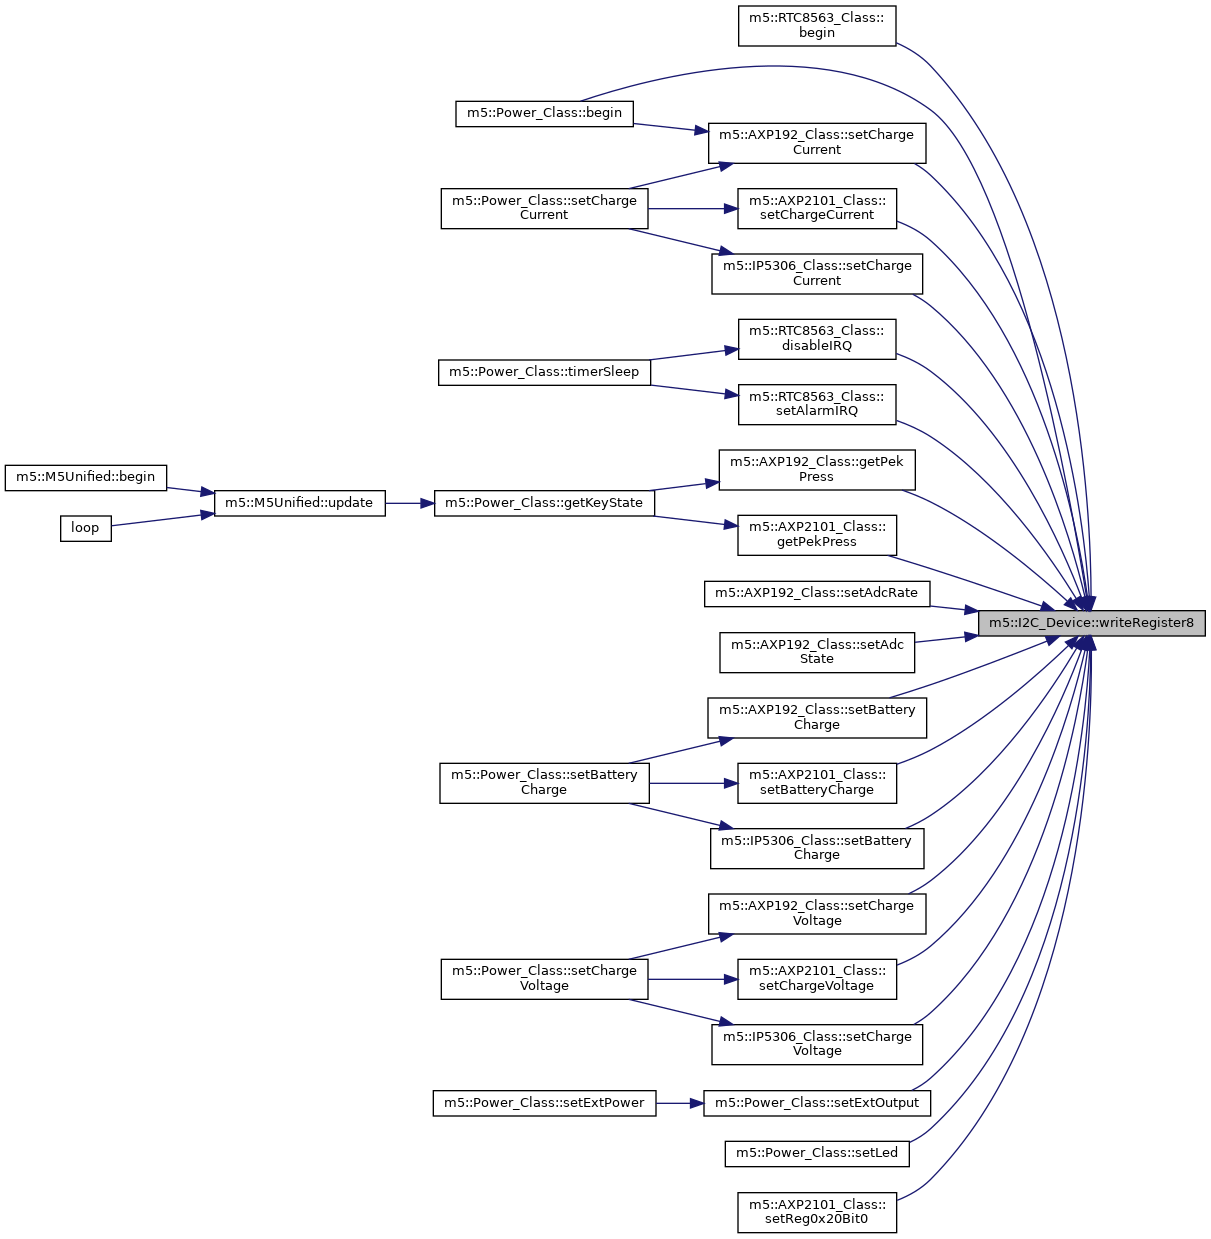 m5::RTC8563_Class::
begin
m5::Power_Class::begin
m5::AXP192_Class::setCharge
Current
m5::Power_Class::setCharge
Current
m5::AXP2101_Class::
setChargeCurrent
m5::IP5306_Class::setCharge
Current
m5::RTC8563_Class::
disableIRQ
m5::Power_Class::timerSleep
m5::RTC8563_Class::
setAlarmIRQ
m5::AXP192_Class::getPek
Press
m5::M5Unified::begin
m5::M5Unified::update
m5::Power_Class::getKeyState
loop
m5::AXP2101_Class::
getPekPress
m5::AXP192_Class::setAdcRate
m5::I2C_Device::writeRegister8
m5::AXP192_Class::setAdc
State
m5::AXP192_Class::setBattery
Charge
m5::Power_Class::setBattery
Charge
m5::AXP2101_Class::
setBatteryCharge
m5::IP5306_Class::setBattery
Charge
m5::AXP192_Class::setCharge
Voltage
m5::Power_Class::setCharge
Voltage
m5::AXP2101_Class::
setChargeVoltage
m5::IP5306_Class::setCharge
Voltage
m5::Power_Class::setExtPower
m5::Power_Class::setExtOutput
m5::Power_Class::setLed
m5::AXP2101_Class::
setReg0x20Bit0